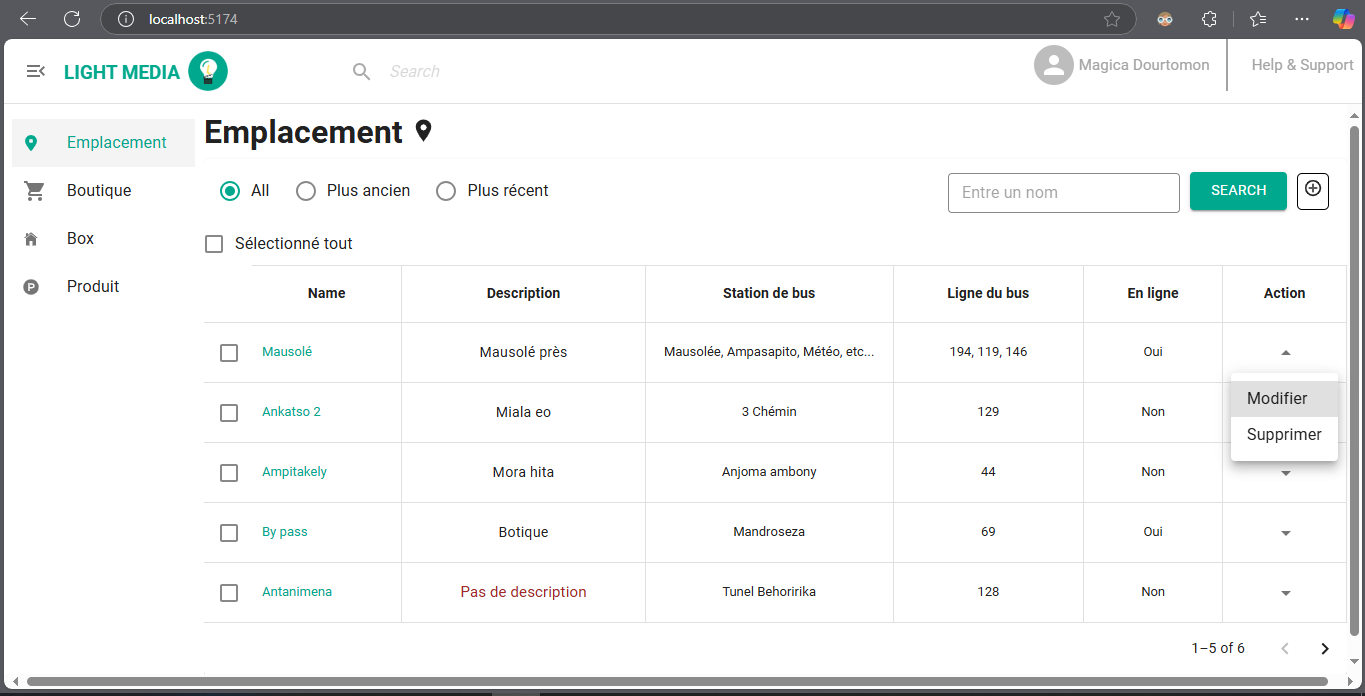 localhost:5174
LIGHT MEDIA
Search
Magica Dourtomon
Help & Support
Emplacement
Boutique
Box
Produit
Emplacement
All
Plus ancien
Plus récent
Entre un nom
SEARCH
Sélectionné tout
Name Description Station de bus Ligne du bus En ligne Action
Mausolé Mausolé près Mausolée, Ampasapito, Météo, etc... 194, 119, 146 Oui
Ankatso 2 Miala eo 3 Chémin 129 Non
Modifier
Supprimer
Ampitakely Mora hita Anjoma ambony 44 Non
By pass Botique Mandroseza 69 Oui
Antanimena Pas de description Tunel Behoririka 128 Non
1–5 of 6